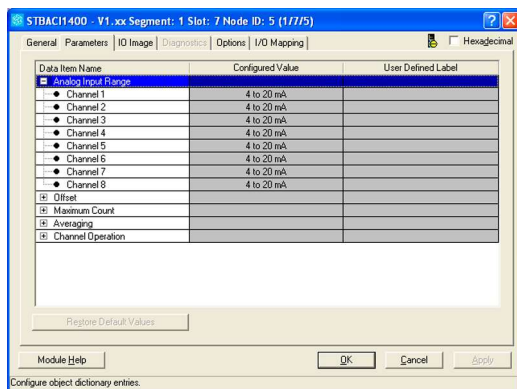 STBACI1400 - V1.xx Segment: 1 Slot: 7 Node ID: 5 (1/7/5)
General Parameters IO Image Diagnostics Options I/O Mapping Hexadecimal
Data Item Name Configured Value User Defined Label
Analog Input Range
Channel 1 4 to 20 mA
Channel 2 4 to 20 mA
Channel 3 4 to 20 mA
Channel 4 4 to 20 mA
Channel 5 4 to 20 mA
Channel 6 4 to 20 mA
Channel 7 4 to 20 mA
Channel 8 4 to 20 mA
Offset
Maximum Count
Averaging
Channel Operation
Restore Default Values
Module Help OK Cancel Apply
Configure object dictionary entries.